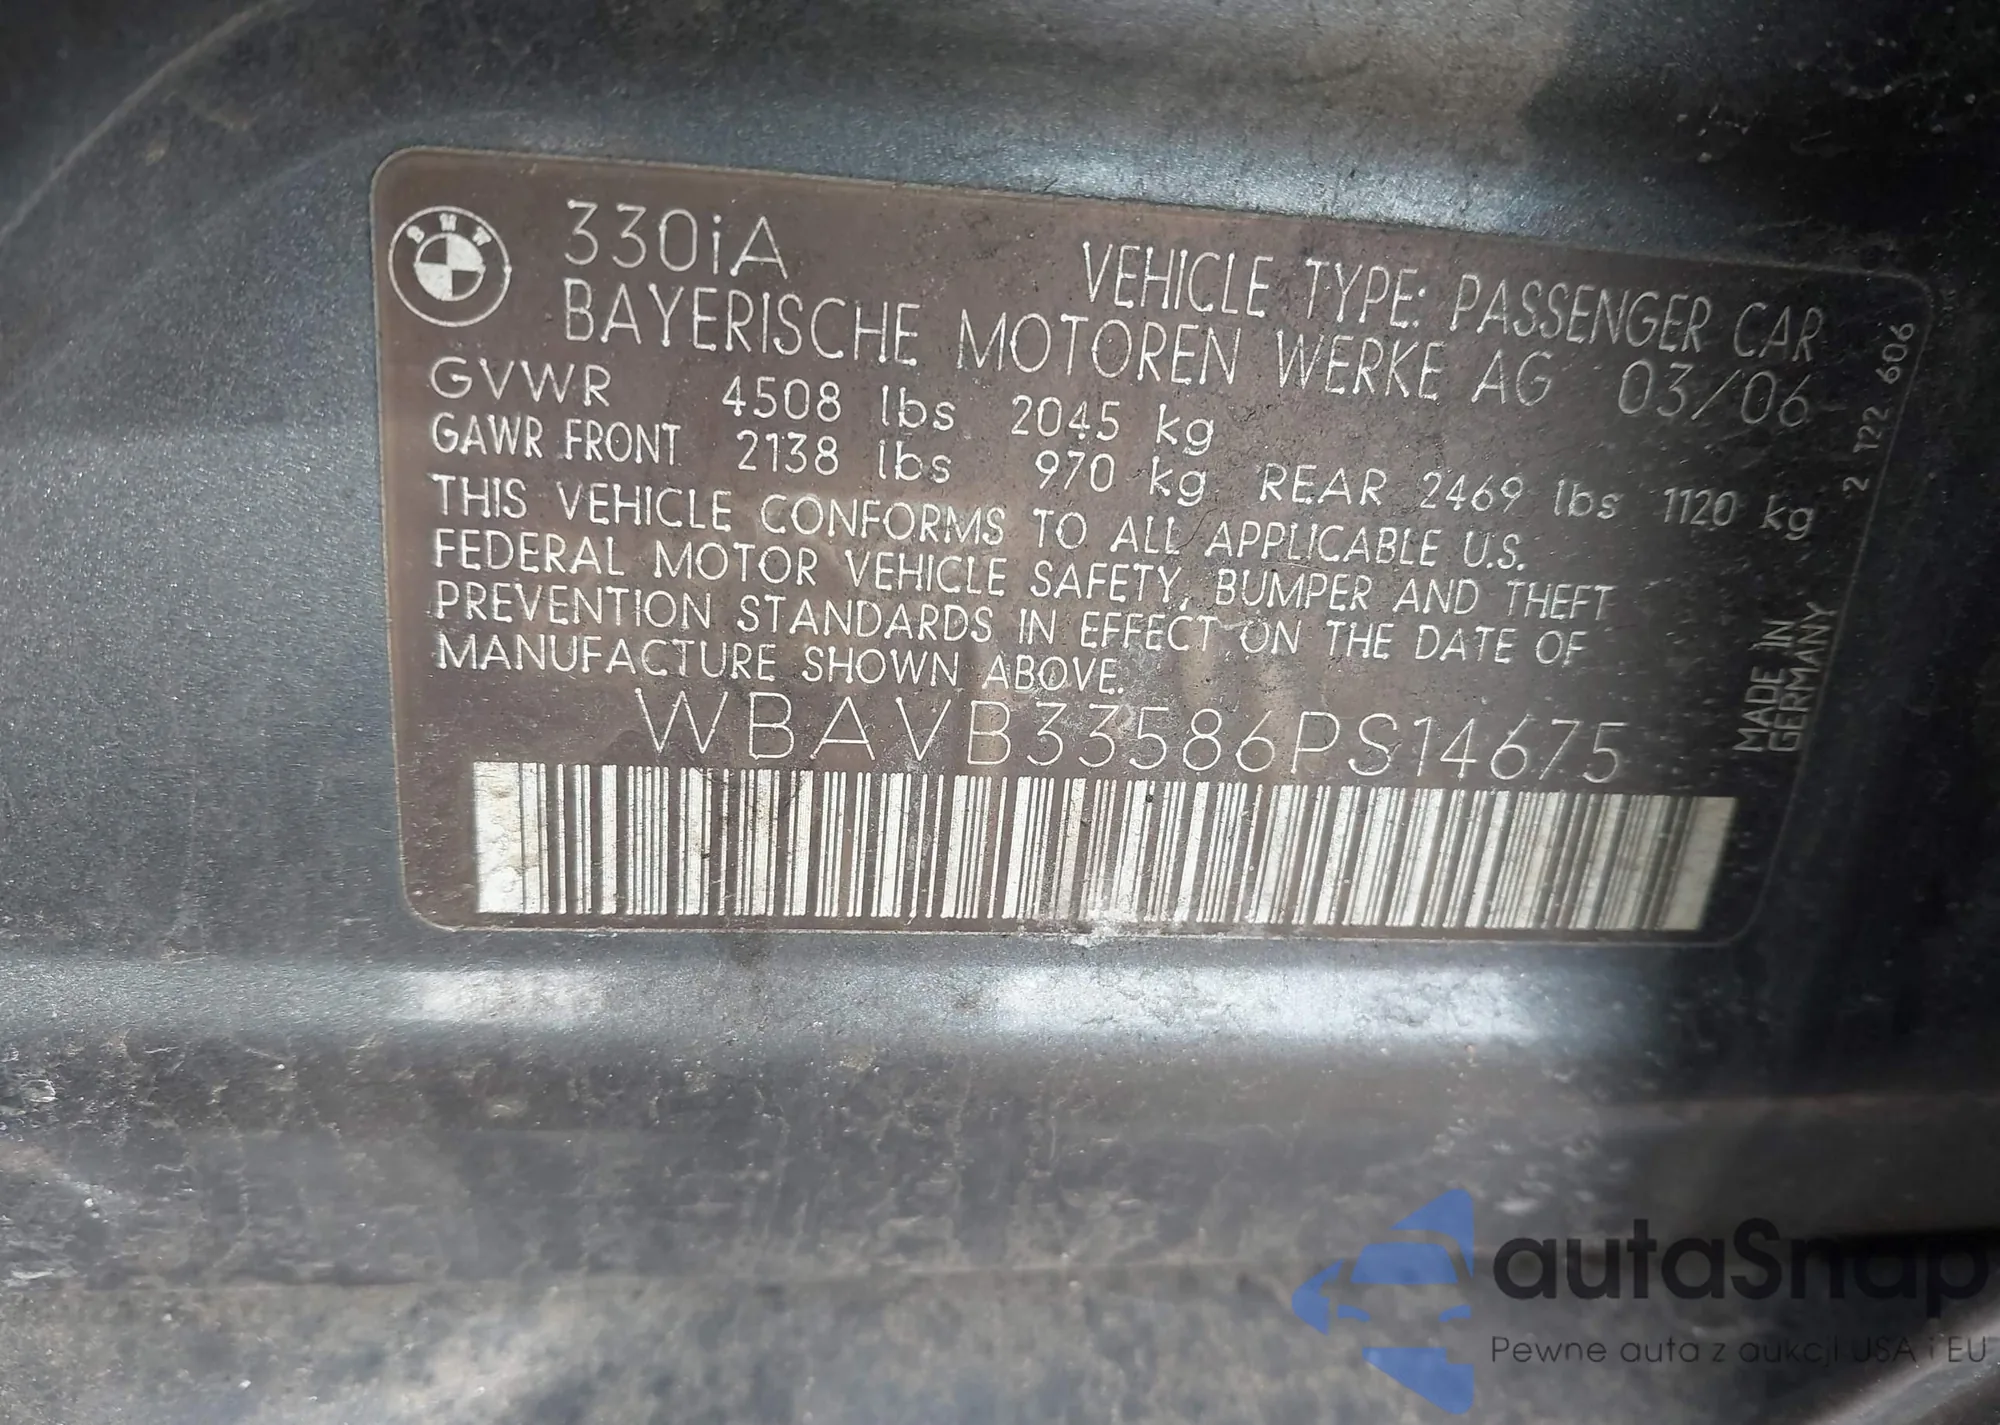 BMW
330iA
VEHICLE TYPE: PASSENGER CAR
BAYERISCHE MOTOREN WERKE AG 03/06
GVWR 4508 lbs 2045 kg
GAWR FRONT 2138 lbs 970 kg REAR 2469 lbs 1120 kg
THIS VEHICLE CONFORMS TO ALL APPLICABLE U.S.
FEDERAL MOTOR VEHICLE SAFETY, BUMPER AND THEFT
PREVENTION STANDARDS IN EFFECT ON THE DATE OF
MANUFACTURE SHOWN ABOVE.
WBAVB33586PS14675
2 122 606
MADE IN
GERMANY
autaSnap
Pewne auta z aukcji USA i EU